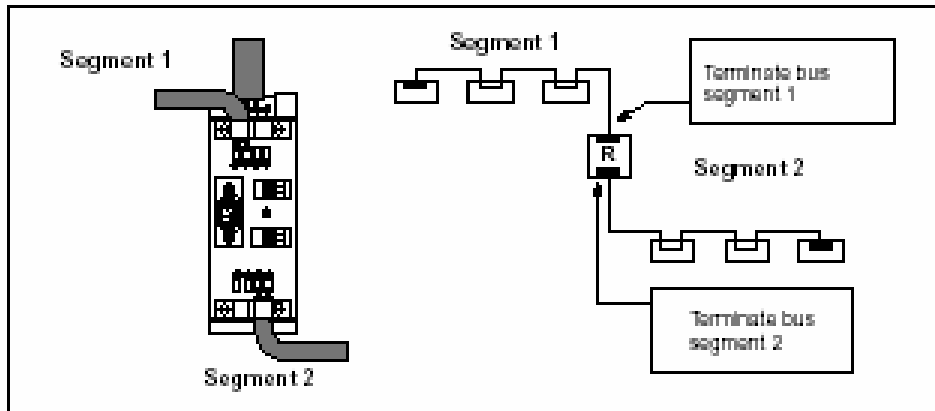 Segment 1
Segment 2
Segment 1
Terminate bus
segment 1
R
Segment 2
Terminate bus
segment 2